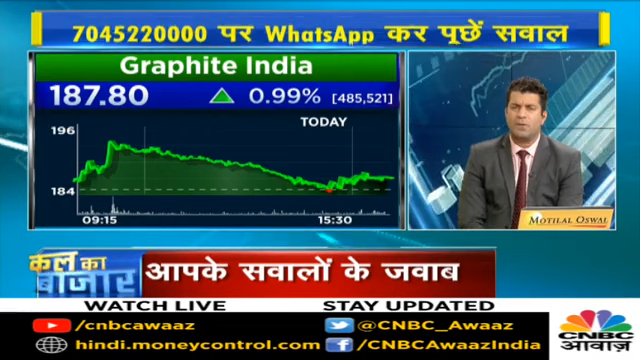 7045220000 पर WhatsApp कर पूछें सवाल
Graphite India
187.80 0.99% [485,521]
TODAY
196
184
09:15 15:30
MOTILAL OSWAL
कल का
बाजार
आपके सवालों के जवाब
WATCH LIVE STAY UPDATED
/cnbcawaaz @CNBC_Awaaz
hindi.moneycontrol.com /CNBCAwaazIndia
CNBC
आवाज़